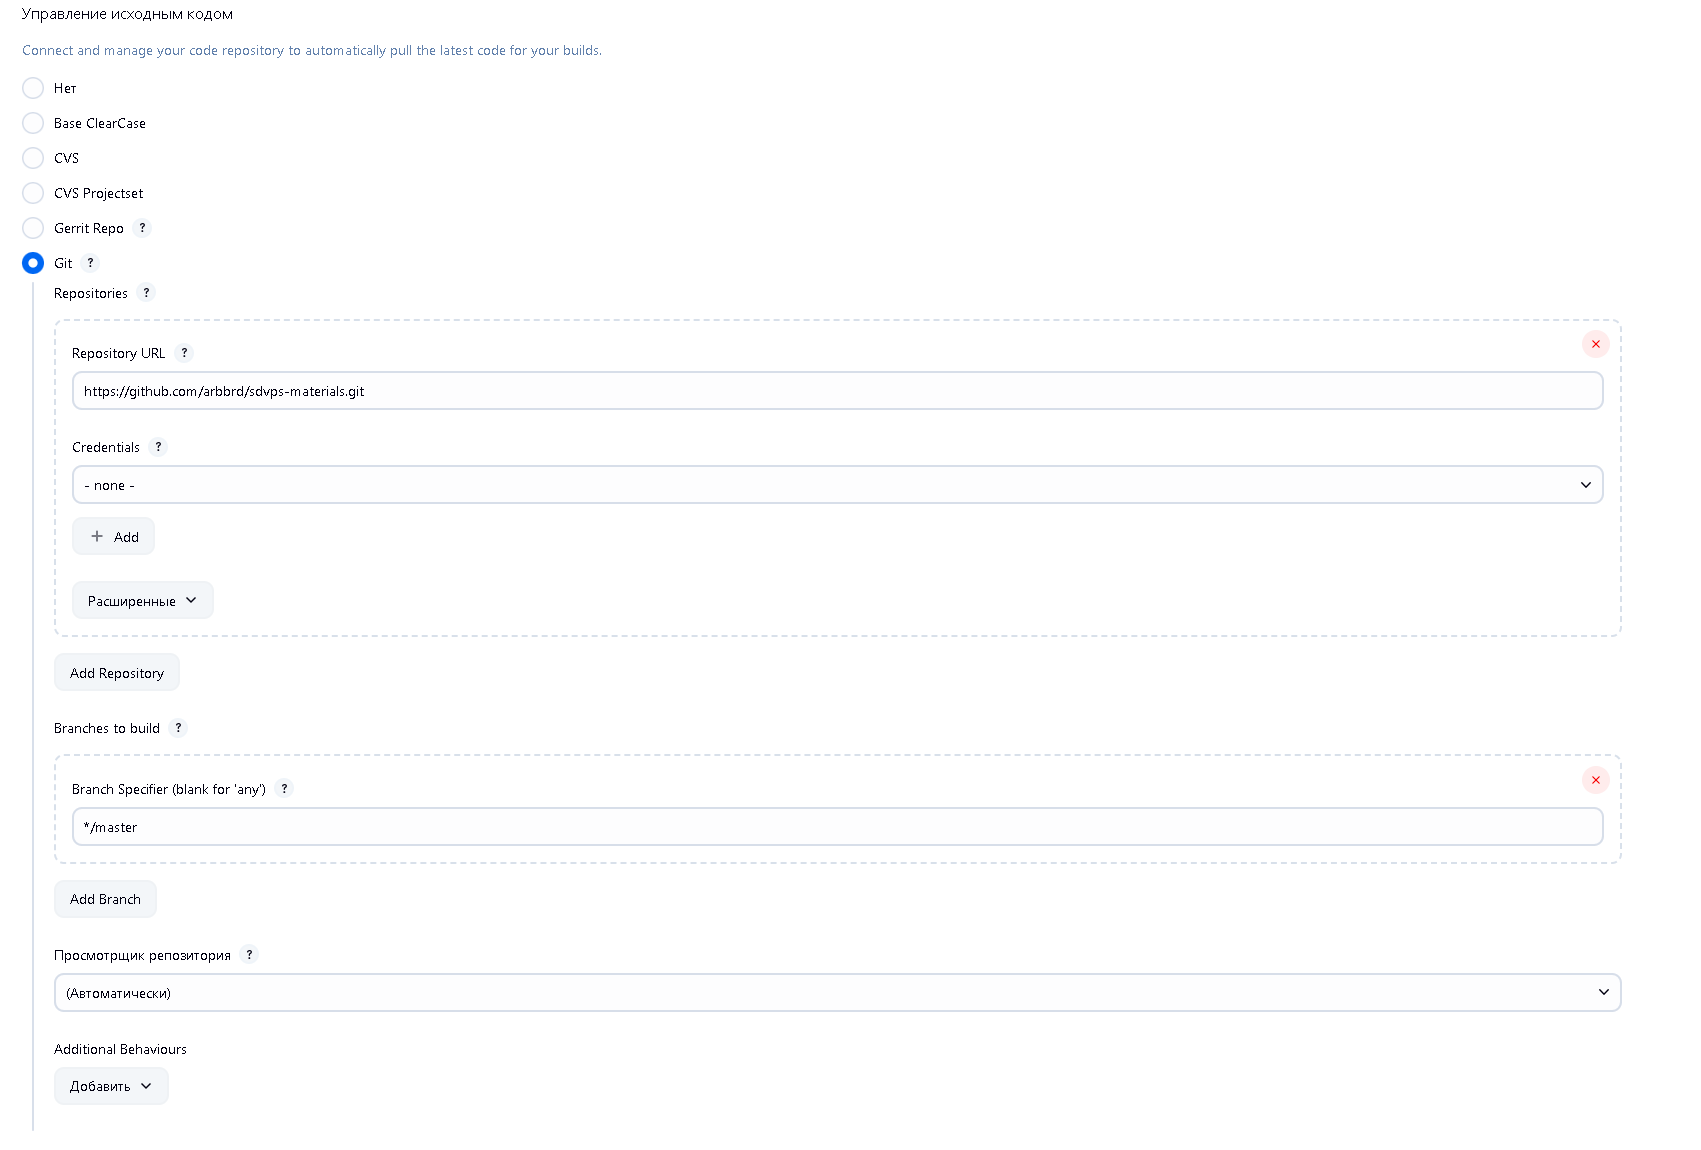 Управление исходным кодом
Connect and manage your code repository to automatically pull the latest code for your builds.
Нет
Base ClearCase
CVS
CVS Projectset
Gerrit Repo ?
Git ?
Repositories ?
Repository URL ?
https://github.com/arbbrd/sdvps-materials.git
Credentials ?
- none -
+ Add
Расширенные
Add Repository
Branches to build ?
Branch Specifier (blank for 'any') ?
*/master
Add Branch
Просмотрщик репозитория ?
(Автоматически)
Additional Behaviours
Добавить